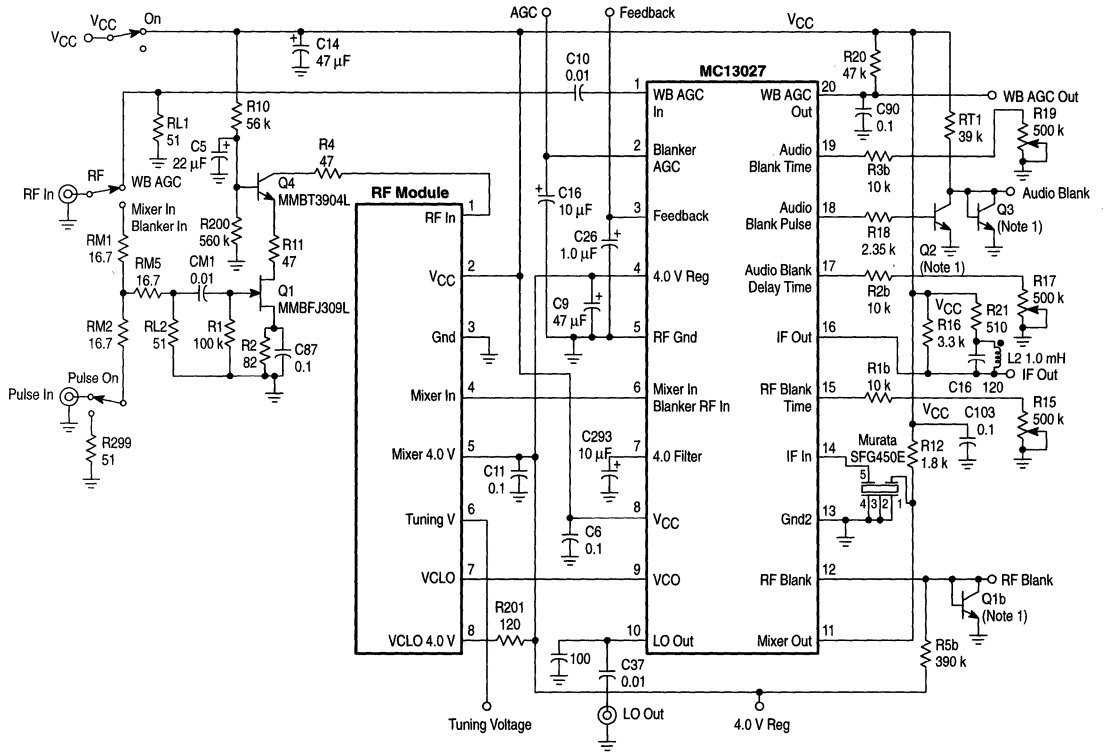 AGC
Feedback
VCC
On
VCC
VCC
C14
47 µF
C10
0.01
R20
47 k
MC13027
1
WB AGC
In
WB AGC
Out
20
WB AGC Out
C90
0.1
RT1
39 k
R19
500 k
RL1
51
R10
56 k
C5
22 µF
R4
47
2
Blanker
AGC
Audio
Blank Time
19
R3b
10 k
RF In
RF
WB AGC
Mixer In
Blanker In
Q4
MMBT3904L
RF Module
1
RF In
C16
10 µF
3
Feedback
Audio
Blank Pulse
18
R18
2.35 k
Audio Blank
Q3
(Note 1)
Q2
(Note 1)
RM1
16.7
R200
560 k
R11
47
C26
1.0 µF
RM5
16.7
CM1
0.01
Q1
MMBFJ309L
2
VCC
4
4.0 V Reg
Audio Blank
Delay Time
17
R2b
10 k
R17
500 k
C9
47 µF
VCC
R21
510
R16
3.3 k
RM2
16.7
RL2
51
R1
100 k
R2
82
C87
0.1
3
Gnd
5
RF Gnd
IF Out
16
L2 1.0 mH
C16
120
IF Out
Pulse In
Pulse On
4
Mixer In
6
Mixer In
Blanker RF In
RF Blank
Time
15
R1b
10 k
R15
500 k
VCC
C103
0.1
R299
51
5
Mixer 4.0 V
C11
0.1
C293
10 µF
7
4.0 Filter
IF In
14
Murata
SFG450E
R12
1.8 k
5
4
3
2
1
6
Tuning V
8
VCC
C6
0.1
Gnd2
13
7
VCLO
9
VCO
RF Blank
12
RF Blank
Q1b
(Note 1)
R201
120
8
VCLO 4.0 V
10
LO Out
Mixer Out
11
R5b
390 k
100
C37
0.01
Tuning Voltage
LO Out
4.0 V Reg